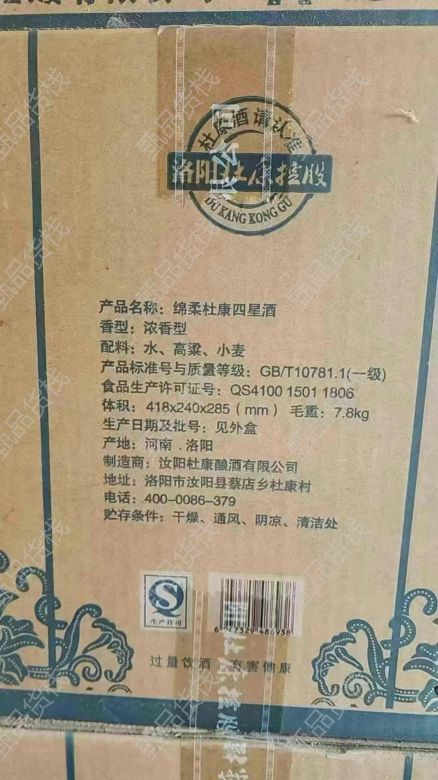 杜康酒请认准
洛阳杜康控股
DU KANG KONG GU
产品名称：绵柔杜康四星酒
香型：浓香型
配料：水、高粱、小麦
产品标准号与质量等级：GB/T10781.1(一级)
食品生产许可证号：QS4100 1501 1806
体积：418x240x285（mm）毛重：7.8kg
生产日期及批号：见外盒
产地：河南．洛阳
制造商：汝阳杜康酿酒有限公司
地址：洛阳市汝阳县蔡店乡杜康村
电话：400-0086-379
贮存条件：干燥、通风、阴凉、清洁处
生产许可
过量饮酒 有害健康
甄品货栈